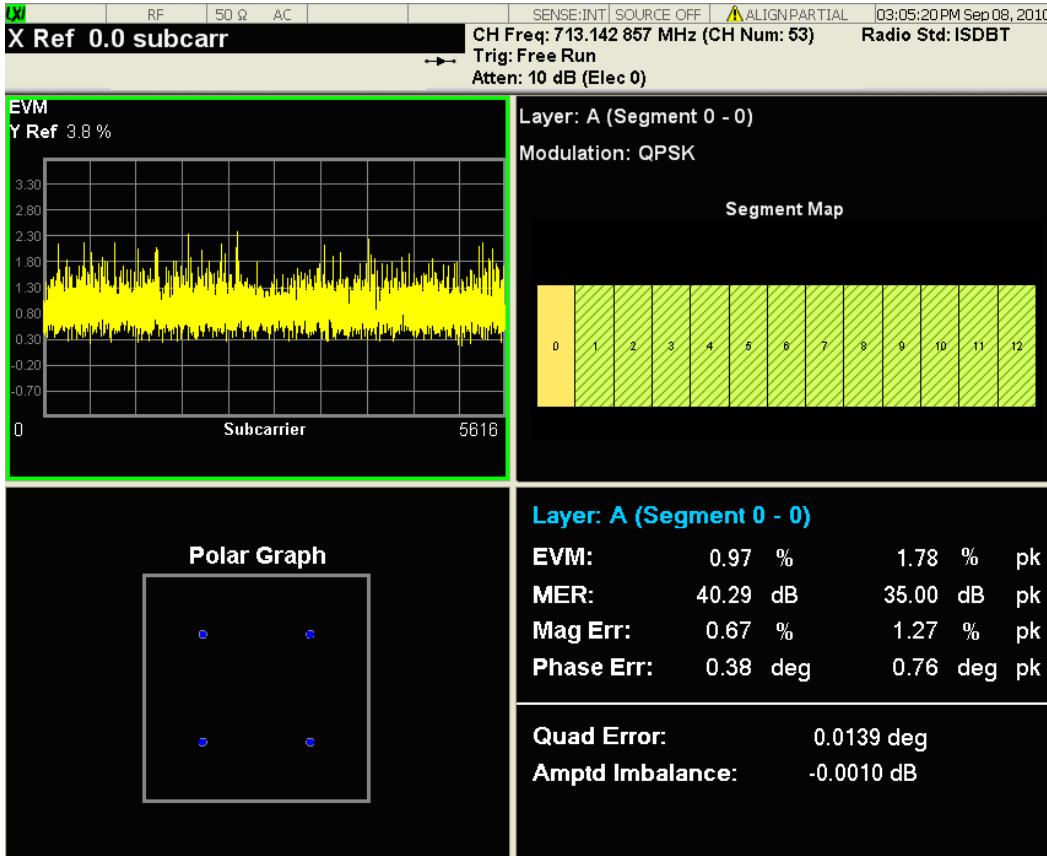 LXI RF 50 Ω AC SENSE:INT SOURCE OFF ALIGN PARTIAL 03:05:20 PM Sep 08, 2010
X Ref 0.0 subcarr
CH Freq: 713.142 857 MHz (CH Num: 53) Radio Std: ISDBT
Trig: Free Run
Atten: 10 dB (Elec 0)
EVM
Y Ref 3.8 %
3.30
2.80
2.30
1.80
1.30
0.80
0.30
-0.20
-0.70
0 Subcarrier 5616
Layer: A (Segment 0 - 0)
Modulation: QPSK
Segment Map
0 1 2 3 4 5 6 7 8 9 10 11 12
Polar Graph
Layer: A (Segment 0 - 0)
EVM: 0.97 % 1.78 % pk
MER: 40.29 dB 35.00 dB pk
Mag Err: 0.67 % 1.27 % pk
Phase Err: 0.38 deg 0.76 deg pk
Quad Error: 0.0139 deg
Amptd Imbalance: -0.0010 dB